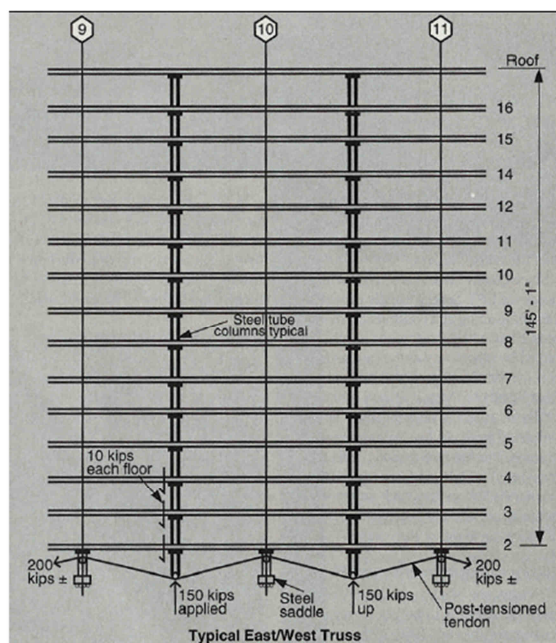 9
10
11
Roof
16
15
14
12
11
10
9
8
7
6
5
4
3
2
145' - 1"
Steel tube
columns typical
10 kips
each floor
200
kips ±
150 kips
applied
Steel
saddle
150 kips
up
200
kips ±
Post-tensioned
tendon
Typical East/West Truss